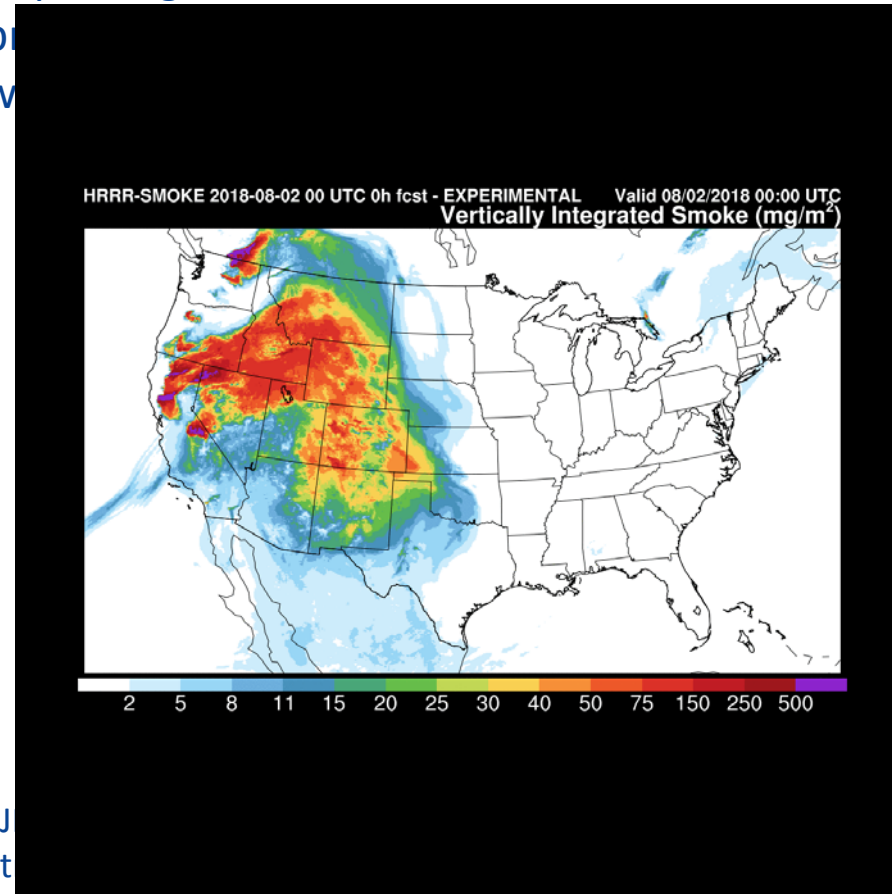 HRRR-SMOKE 2018-08-02 00 UTC 0h fcst - EXPERIMENTAL Valid 08/02/2018 00:00 UTC
Vertically Integrated Smoke (mg/m²)
2 5 8 11 15 20 25 30 40 50 75 150 250 500